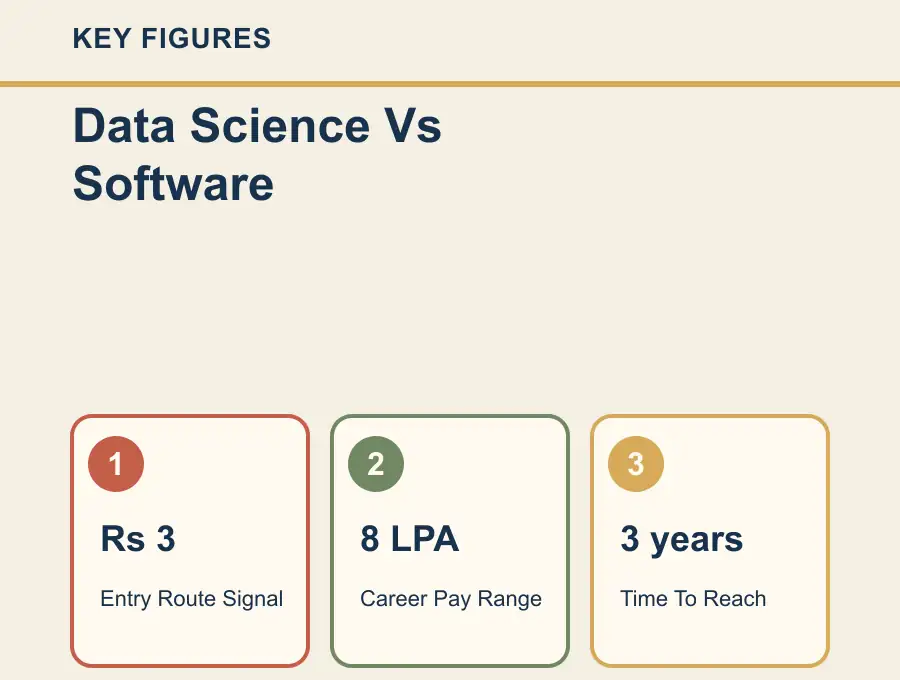 KEY FIGURES
Data Science Vs
Software
1
Rs 3
Entry Route Signal
2
8 LPA
Career Pay Range
3
3 years
Time To Reach